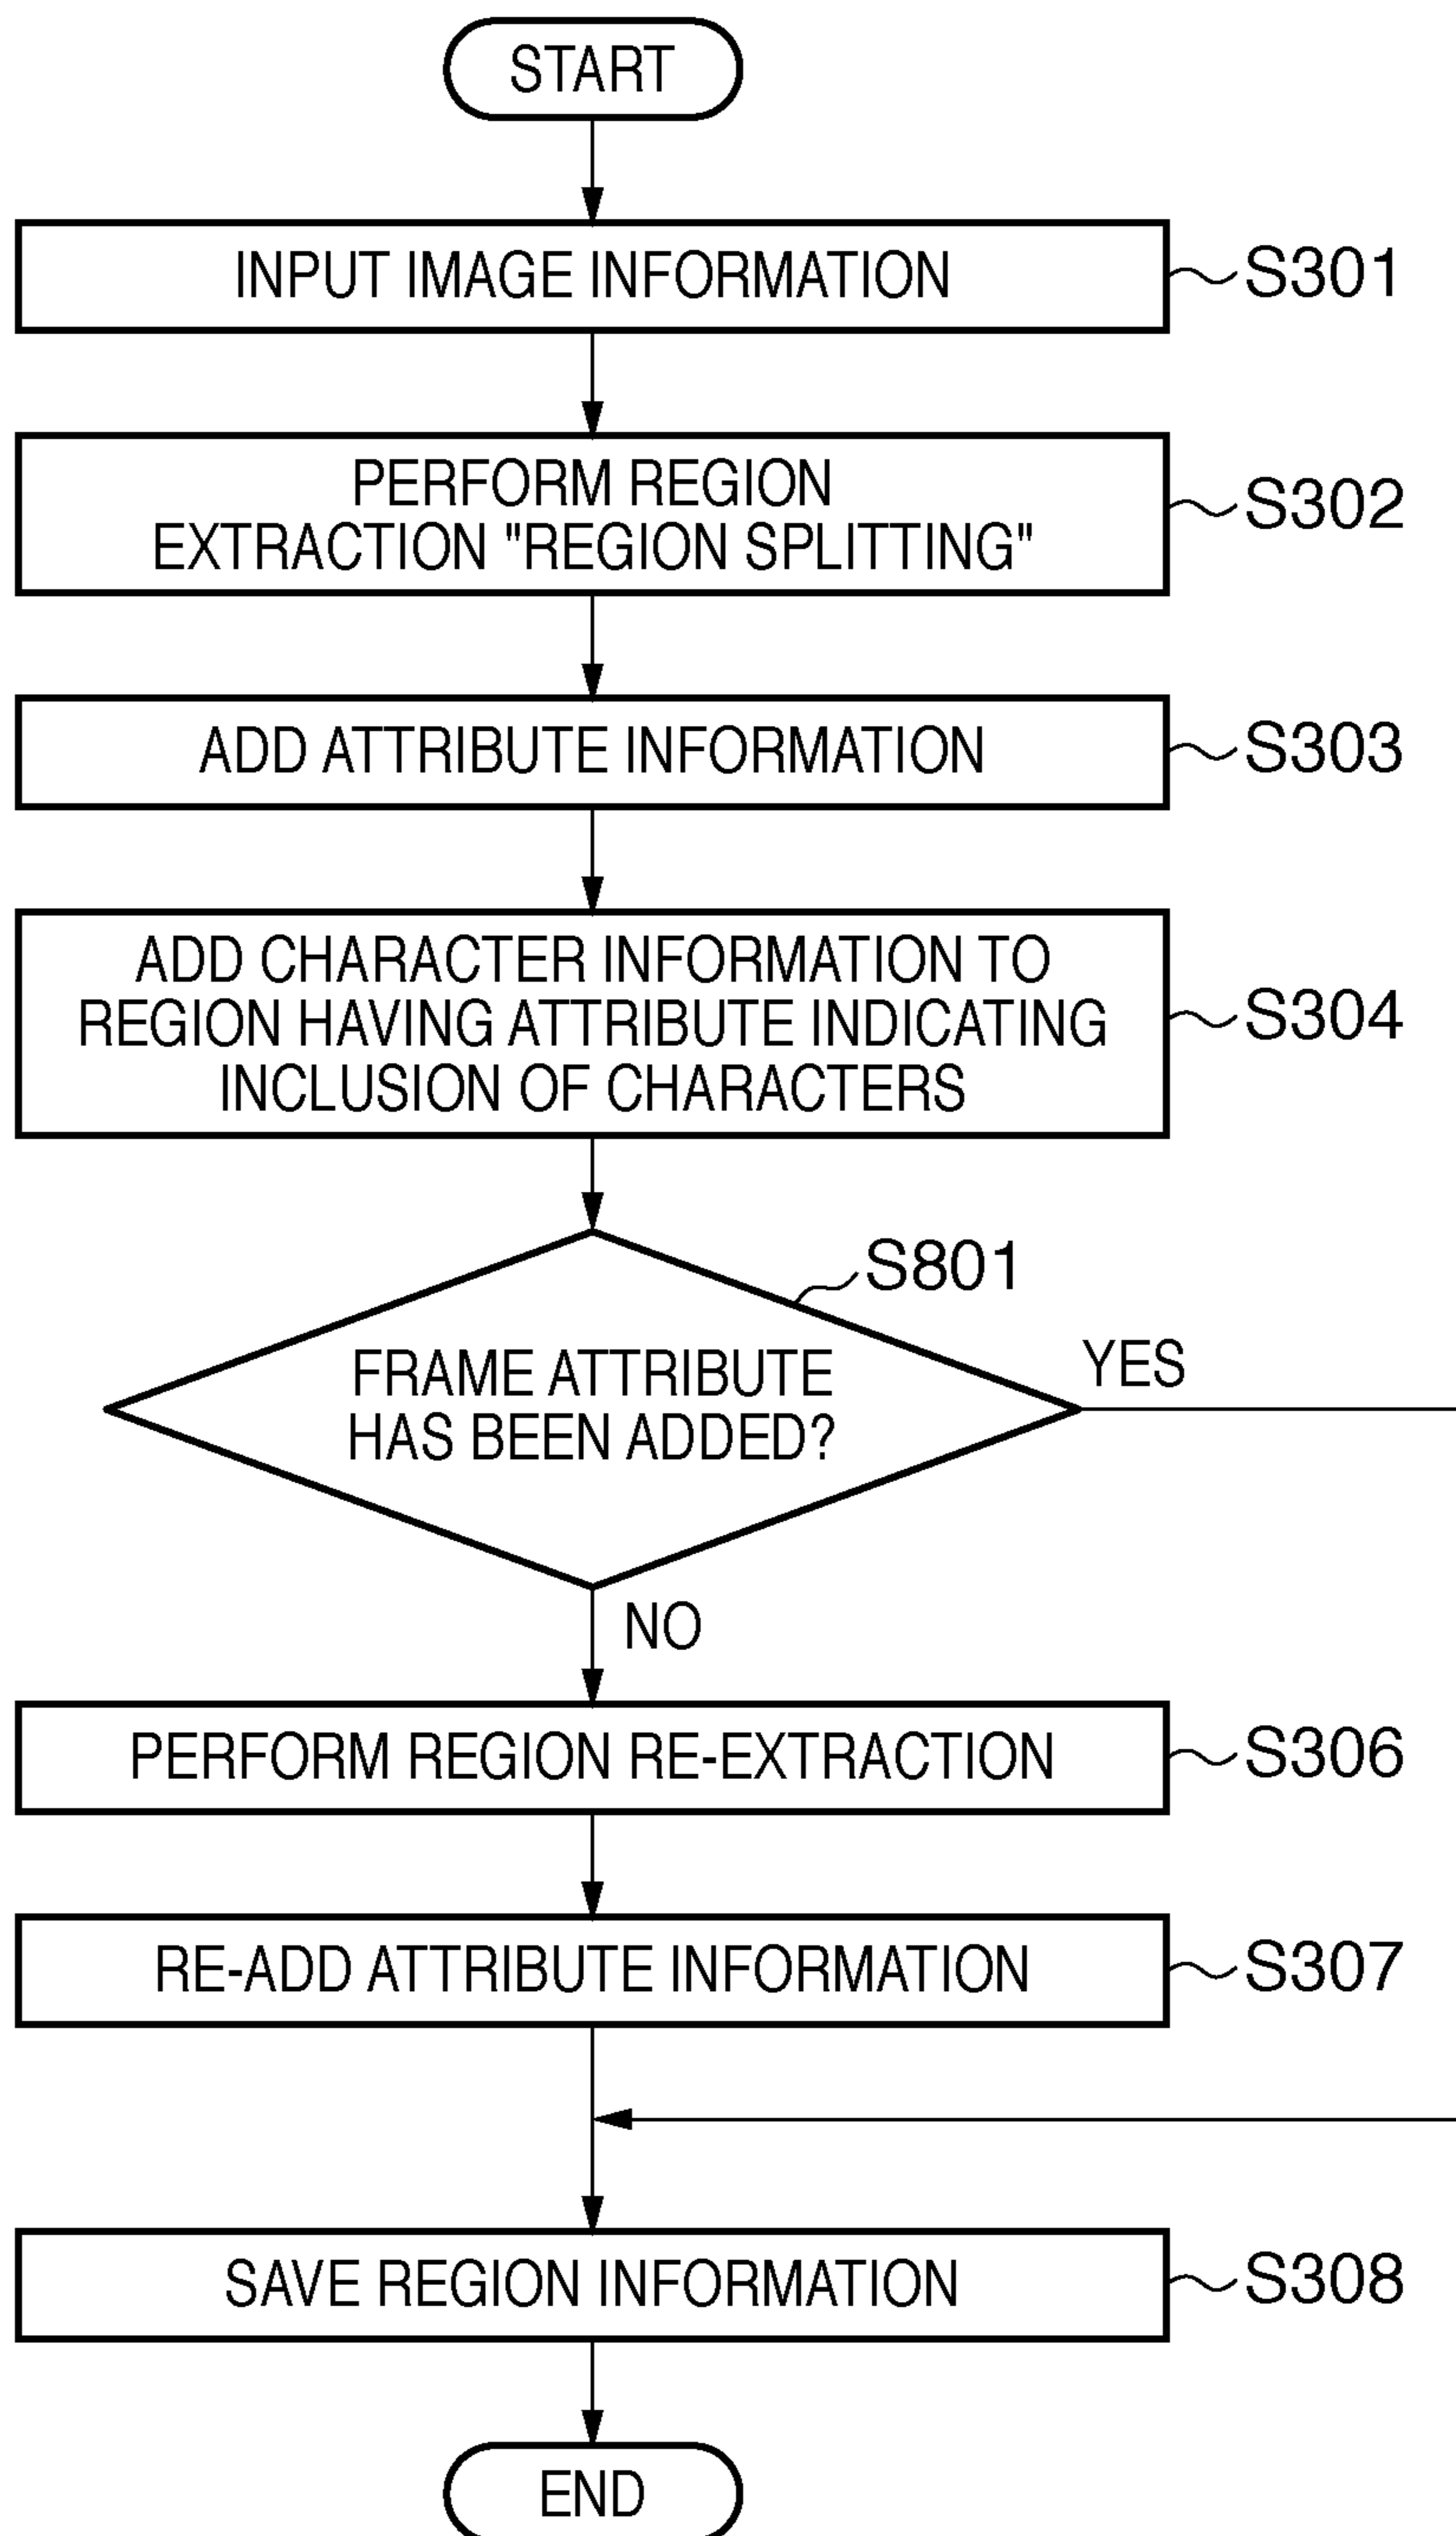 START
INPUT IMAGE INFORMATION
S301
PERFORM REGION
EXTRACTION "REGION SPLITTING"
S302
ADD ATTRIBUTE INFORMATION
S303
ADD CHARACTER INFORMATION TO
REGION HAVING ATTRIBUTE INDICATING
INCLUSION OF CHARACTERS
S304
S801
FRAME ATTRIBUTE
HAS BEEN ADDED?
YES
NO
PERFORM REGION RE-EXTRACTION
S306
RE-ADD ATTRIBUTE INFORMATION
S307
SAVE REGION INFORMATION
S308
END